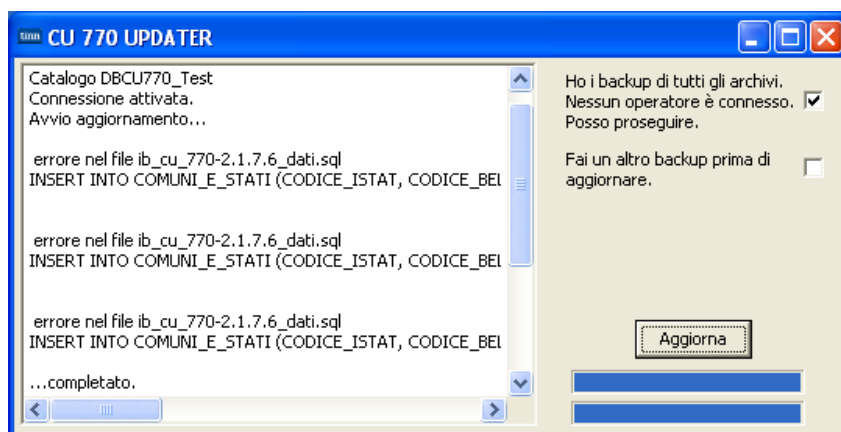 tinn CU 770 UPDATER
Catalogo DBCU770_Test
Connessione attivata.
Avvio aggiornamento...
errore nel file ib_cu_770-2.1.7.6_dati.sql
INSERT INTO COMUNI_E_STATI (CODICE_ISTAT, CODICE_BEL
errore nel file ib_cu_770-2.1.7.6_dati.sql
INSERT INTO COMUNI_E_STATI (CODICE_ISTAT, CODICE_BEL
errore nel file ib_cu_770-2.1.7.6_dati.sql
INSERT INTO COMUNI_E_STATI (CODICE_ISTAT, CODICE_BEL
...completato.
Ho i backup di tutti gli archivi.
Nessun operatore è connesso.
Posso proseguire.
Fai un altro backup prima di
aggiornare.
Aggiorna